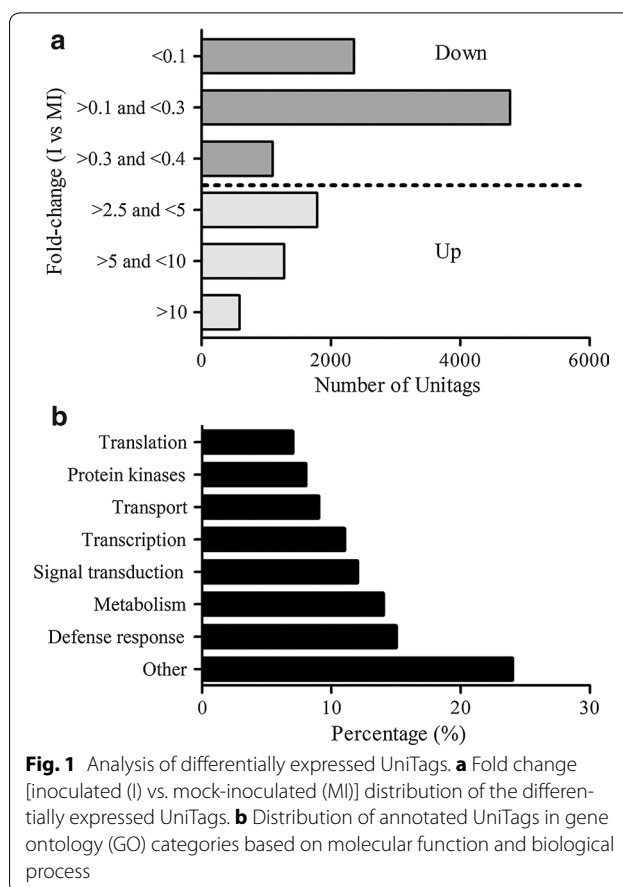 a
Down
<0.1
>0.1 and <0.3
>0.3 and <0.4
>2.5 and <5
>5 and <10
>10
Up
Fold-change (I vs MI)
0 2000 4000 6000
Number of Unitags
b
Translation
Protein kinases
Transport
Transcription
Signal transduction
Metabolism
Defense response
Other
0 10 20 30
Percentage (%)
Fig. 1 Analysis of differentially expressed UniTags. a Fold change
[inoculated (I) vs. mock-inoculated (MI)] distribution of the differen-
tially expressed UniTags. b Distribution of annotated UniTags in gene
ontology (GO) categories based on molecular function and biological
process